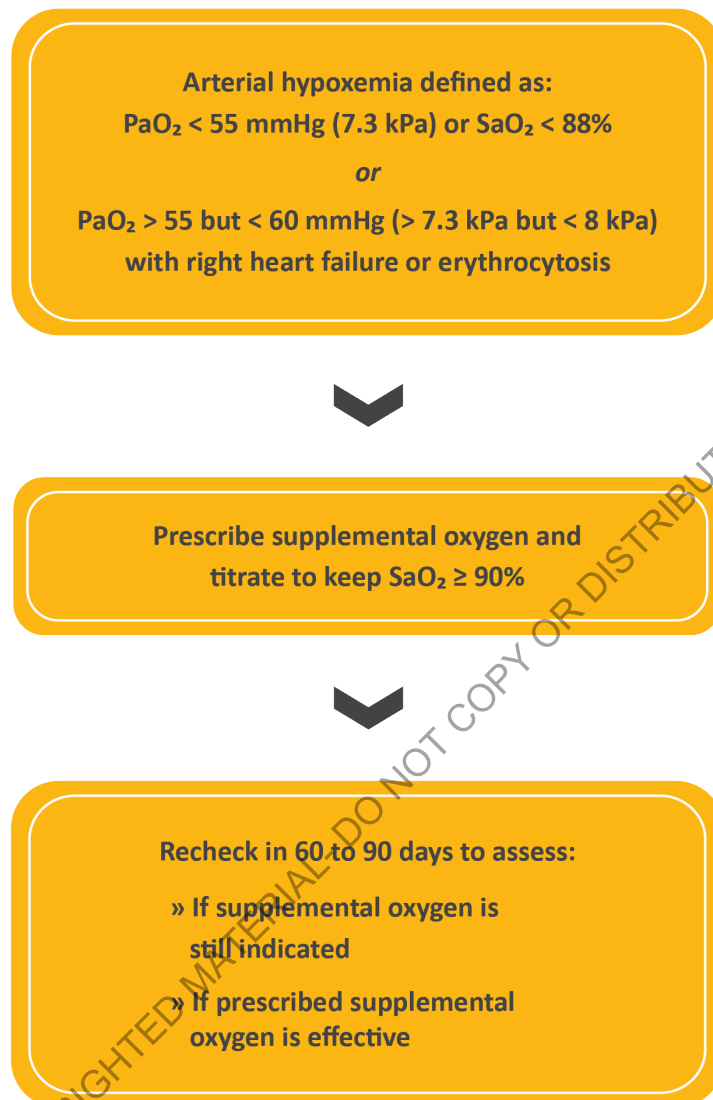 Arterial hypoxemia defined as:
PaO₂ < 55 mmHg (7.3 kPa) or SaO₂ < 88%
or
PaO₂ > 55 but < 60 mmHg (> 7.3 kPa but < 8 kPa)
with right heart failure or erythrocytosis
Prescribe supplemental oxygen and
titrate to keep SaO₂ ≥ 90%
Recheck in 60 to 90 days to assess:
» If supplemental oxygen is
still indicated
» If prescribed supplemental
oxygen is effective
MATERIAL- DO NOT COPY OR